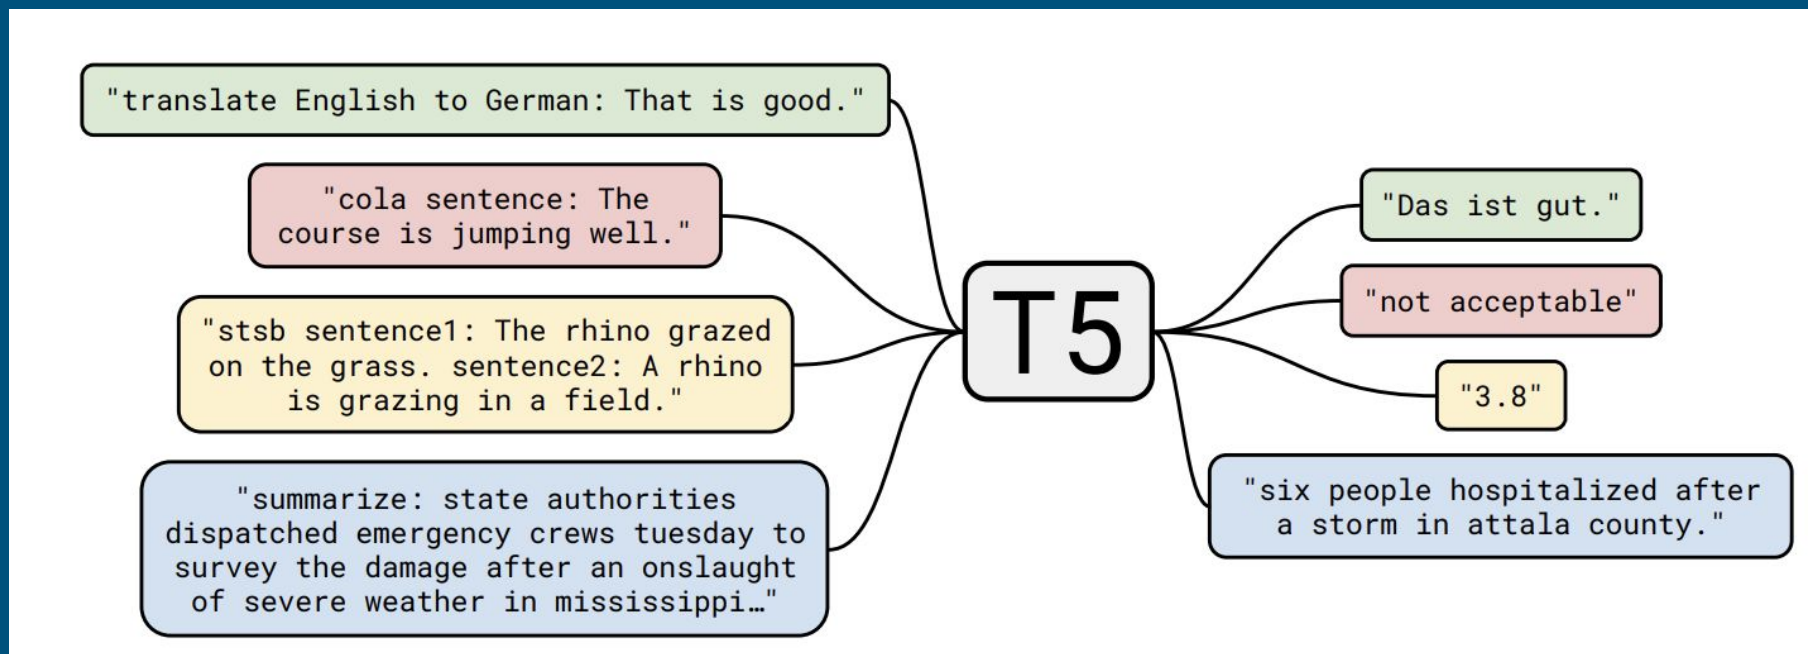 "translate English to German: That is good."
"cola sentence: The
course is jumping well."
"stsb sentence1: The rhino grazed
on the grass. sentence2: A rhino
is grazing in a field."
"summarize: state authorities
dispatched emergency crews tuesday to
survey the damage after an onslaught
of severe weather in mississippi…"
T5
"Das ist gut."
"not acceptable"
"3.8"
"six people hospitalized after
a storm in attala county."